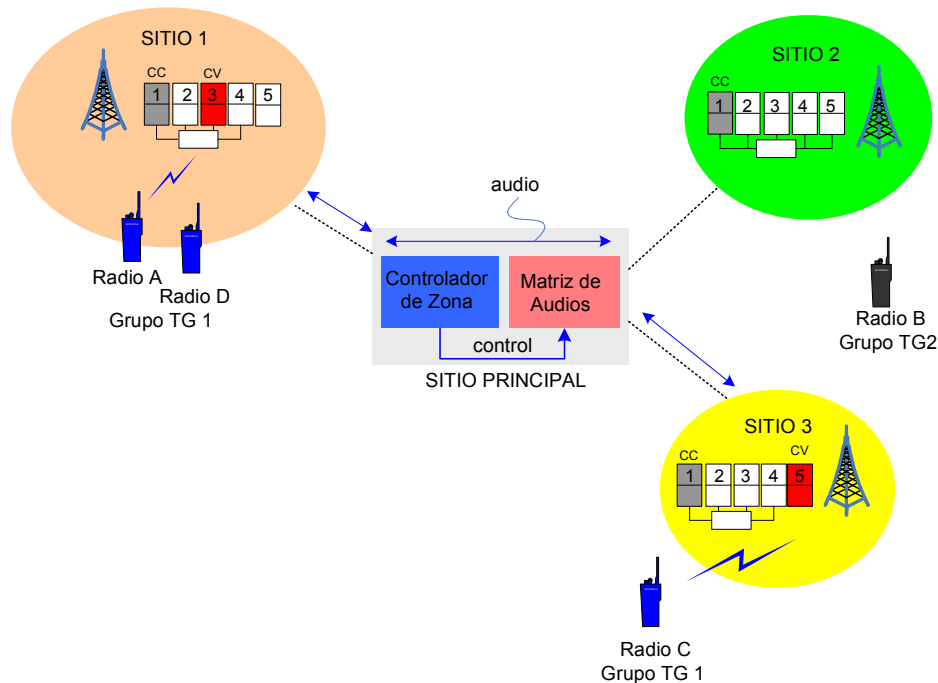 SITIO 1
CC CV
1 2 3 4 5
Radio A
Radio D
Grupo TG 1
SITIO 2
CC
1 2 3 4 5
audio
Controlador
de Zona
Matriz de
Audios
control
SITIO PRINCIPAL
Radio B
Grupo TG2
SITIO 3
CC CV
1 2 3 4 5
Radio C
Grupo TG 1